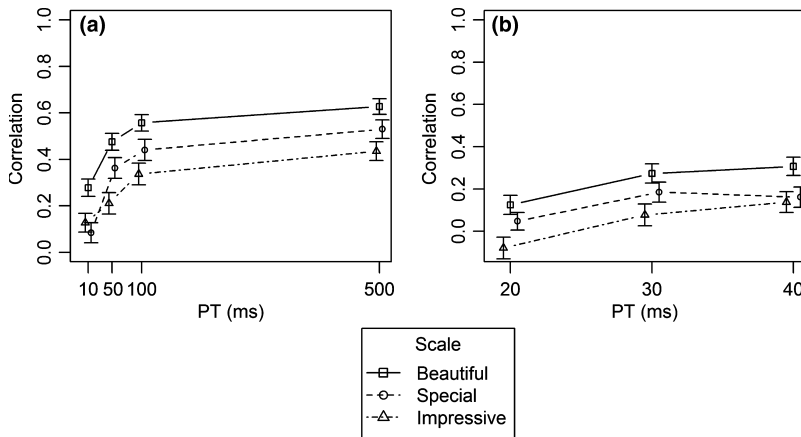 (a)
Correlation
0.0 0.2 0.4 0.6 0.8 1.0
10 50 100 500
PT (ms)
(b)
Correlation
0.0 0.2 0.4 0.6 0.8 1.0
20 30 40
PT (ms)
Scale
Beautiful
Special
Impressive